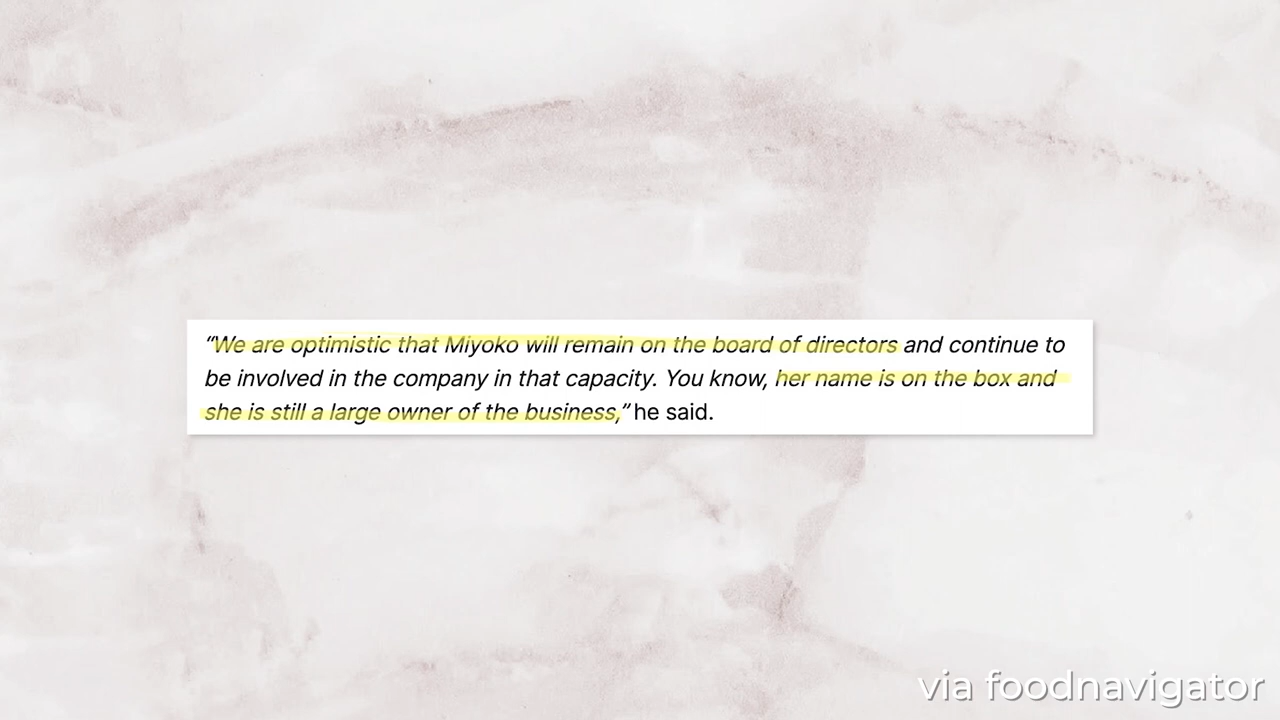 “We are optimistic that Miyoko will remain on the board of directors and continue to
be involved in the company in that capacity. You know, her name is on the box and
she is still a large owner of the business,” he said.
via foodnavigator